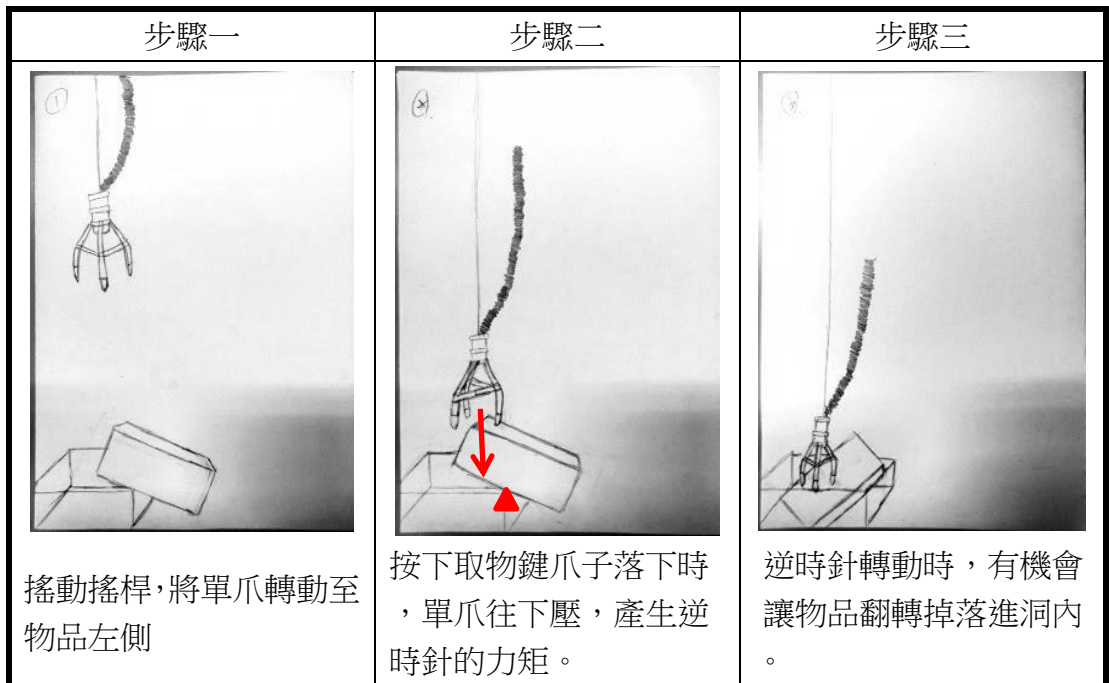 步驟一
步驟二
步驟三
1
搖動搖桿,將單爪轉動至
物品左側
按下取物鍵爪子落下時
，單爪往下壓，產生逆
時針的力矩。
逆時針轉動時，有機會
讓物品翻轉掉落進洞內
。